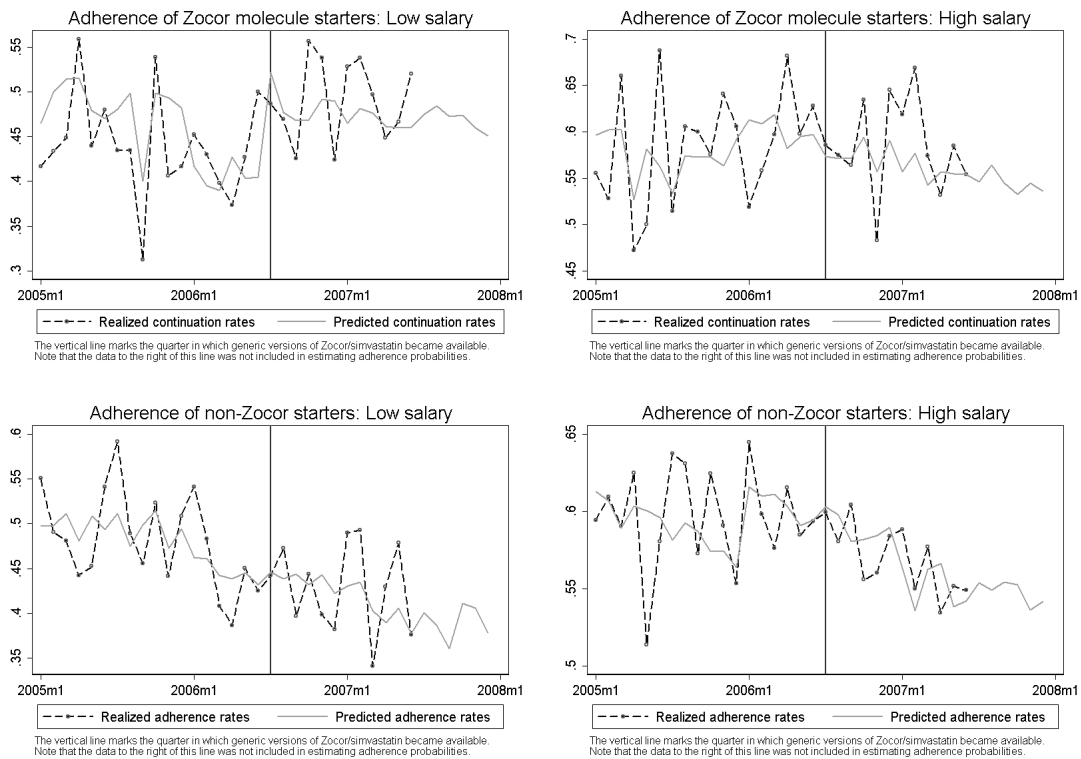 Adherence of Zocor molecule starters: Low salary
.55
.5
.45
.4
.35
.3
2005m1 2006m1 2007m1 2008m1
Realized continuation rates Predicted continuation rates
The vertical line marks the quarter in which generic versions of Zocor/simvastatin became available.
Note that the data to the right of this line was not included in estimating adherence probabilities.
Adherence of Zocor molecule starters: High salary
.7
.65
.6
.55
.5
.45
2005m1 2006m1 2007m1 2008m1
Realized continuation rates Predicted continuation rates
The vertical line marks the quarter in which generic versions of Zocor/simvastatin became available.
Note that the data to the right of this line was not included in estimating adherence probabilities.
Adherence of non-Zocor starters: Low salary
.6
.55
.5
.45
.4
.35
2005m1 2006m1 2007m1 2008m1
Realized adherence rates Predicted adherence rates
The vertical line marks the quarter in which generic versions of Zocor/simvastatin became available.
Note that the data to the right of this line was not included in estimating adherence probabilities.
Adherence of non-Zocor starters: High salary
.65
.6
.55
.5
2005m1 2006m1 2007m1 2008m1
Realized adherence rates Predicted adherence rates
The vertical line marks the quarter in which generic versions of Zocor/simvastatin became available.
Note that the data to the right of this line was not included in estimating adherence probabilities.